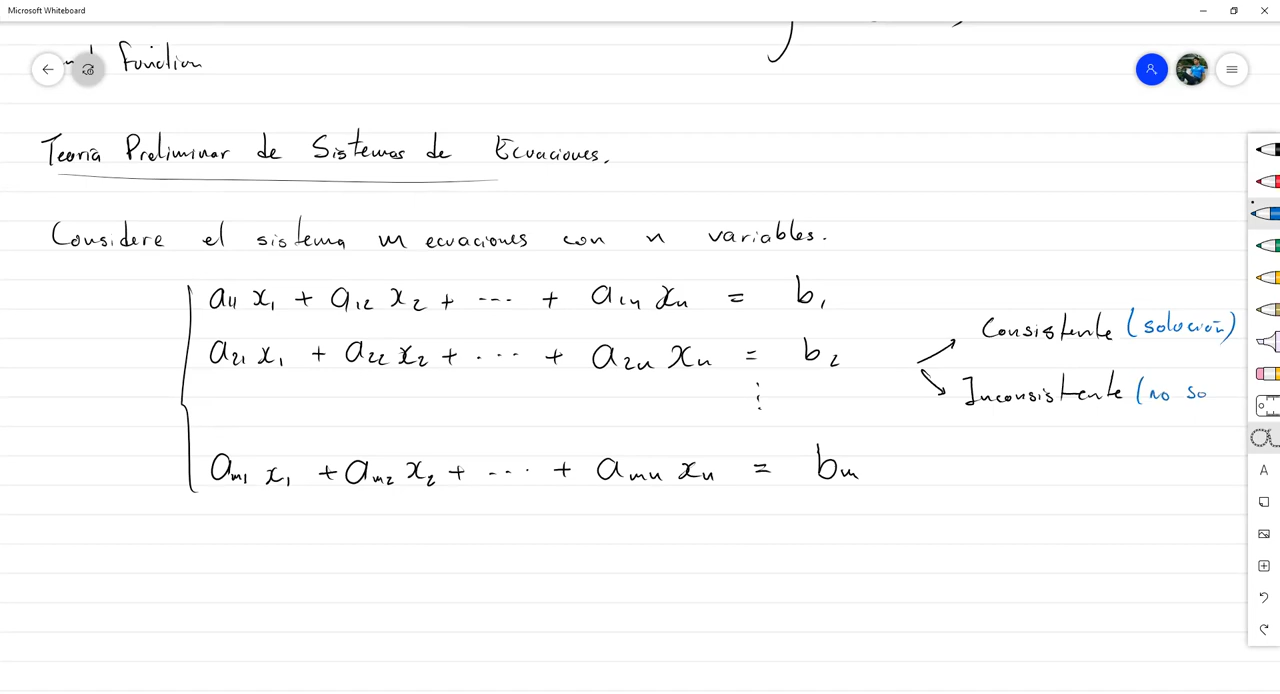 Microsoft Whiteboard
function
Teoría Preliminar de Sistemas de Ecuaciones.
Considere el sistema m ecuaciones con n variables.
a₁₁ x₁ + a₁₂ x₂ + ... + a₁ₙ xₙ = b₁
a₂₁ x₁ + a₂₂ x₂ + ... + a₂ₙ xₙ = b₂
⋮
aₘ₁ x₁ + aₘ₂ x₂ + ... + aₘₙ xₙ = bₘ
Consistente (solución)
Inconsistente (no so
A